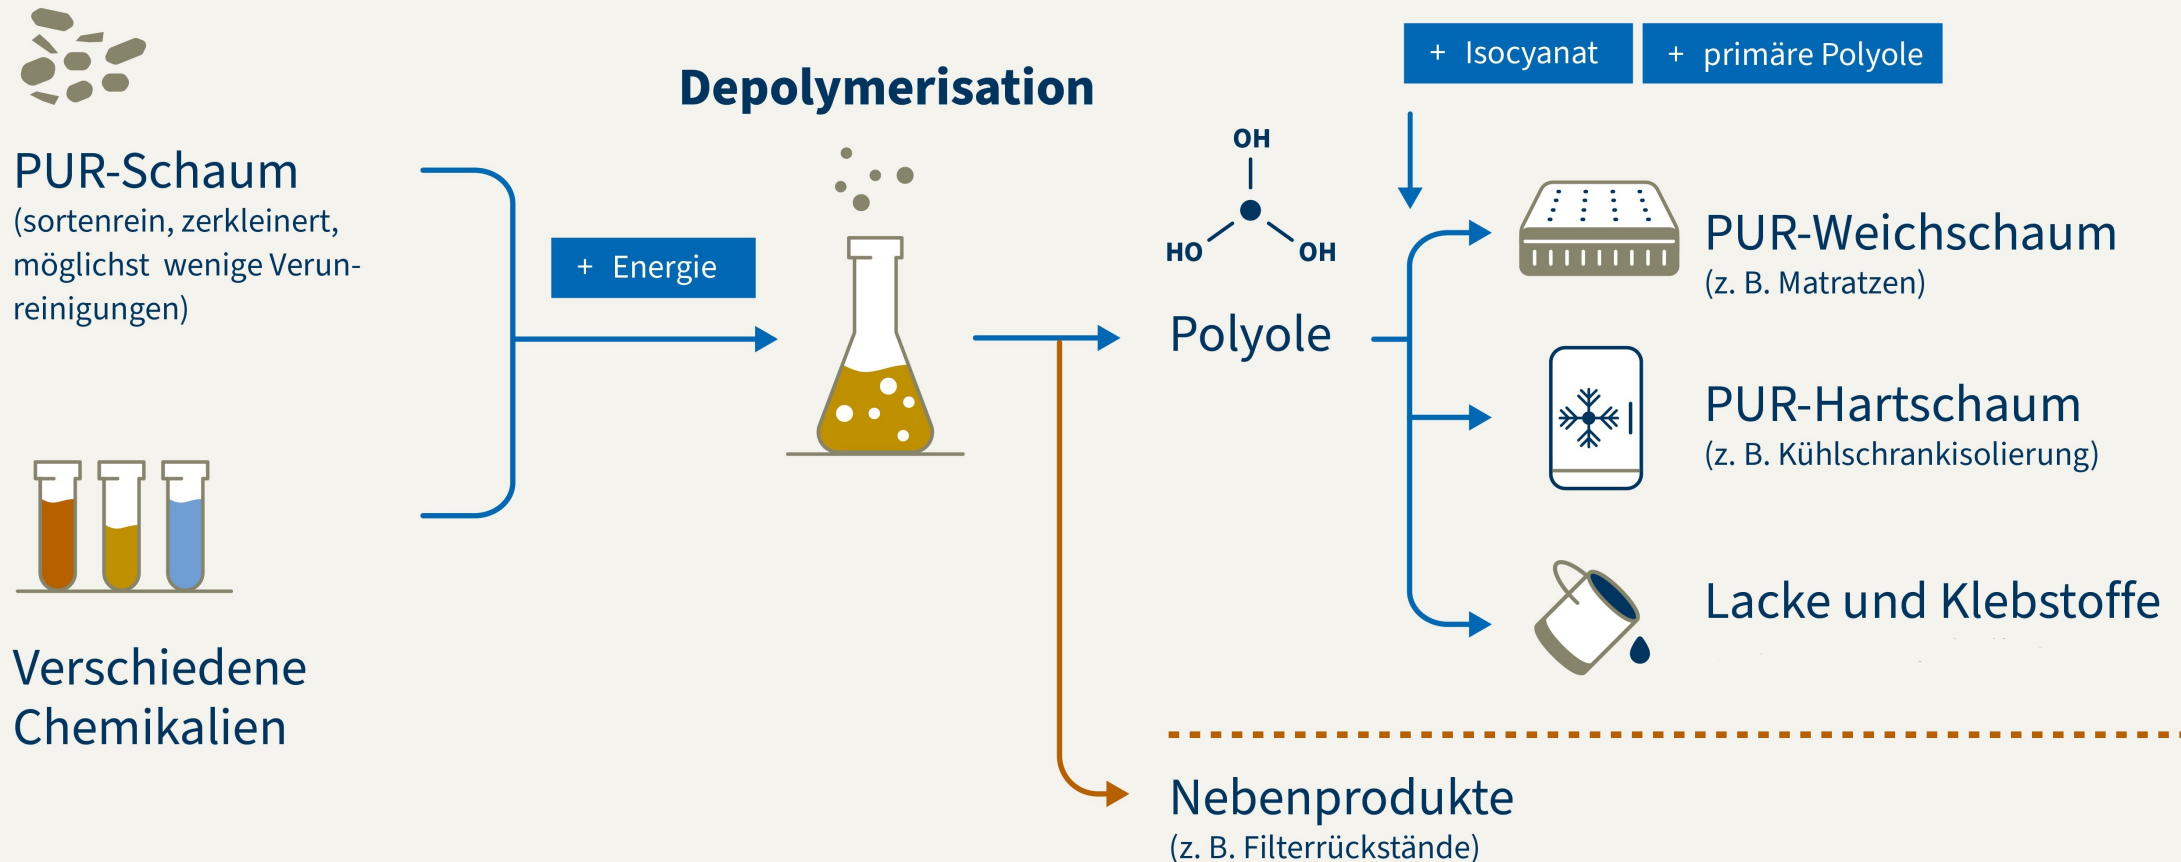 PUR-Schaum
(sortenrein, zerkleinert,
möglichst wenige Verun-
reinigungen)
Verschiedene
Chemikalien
+ Energie
Depolymerisation
OH
HO OH
Polyole
+ Isocyanat
+ primäre Polyole
PUR-Weichschaum
(z. B. Matratzen)
PUR-Hartschaum
(z. B. Kühlschrankisolierung)
Lacke und Klebstoffe
Nebenprodukte
(z. B. Filterrückstände)